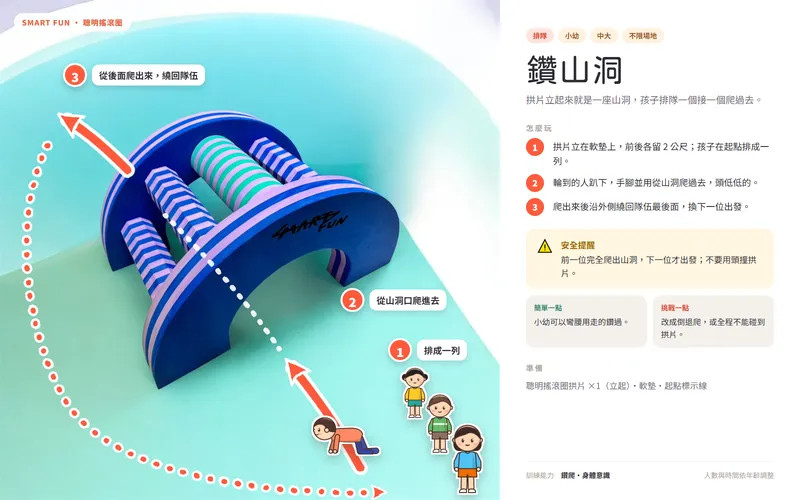 SMART FUN • 聰明搖滾圈
3 從後面爬出來，繞回隊伍
SMART FUN
2 從山洞口爬進去
1 排成一列
排隊 小幼 中大 不限場地
鑽山洞
拱片立起來就是一座山洞，孩子排隊一個接一個爬過去。
怎麼玩
1 拱片立在軟墊上，前後各留 2 公尺；孩子在起點排成一
列。
2 輪到的人趴下，手腳並用從山洞爬過去，頭低低的。
3 爬出來後沿外側繞回隊伍最後面，換下一位出發。
安全提醒
前一位完全爬出山洞，下一位才出發；不要用頭撞拱
片。
簡單一點
小幼可以彎腰用走的鑽過。
挑戰一點
改成倒退爬，或全程不能碰到
拱片。
準備
聰明搖滾圈拱片 ×1（立起）・軟墊・起點標示線
訓練能力 鑽爬・身體意識
人數與時間依年齡調整